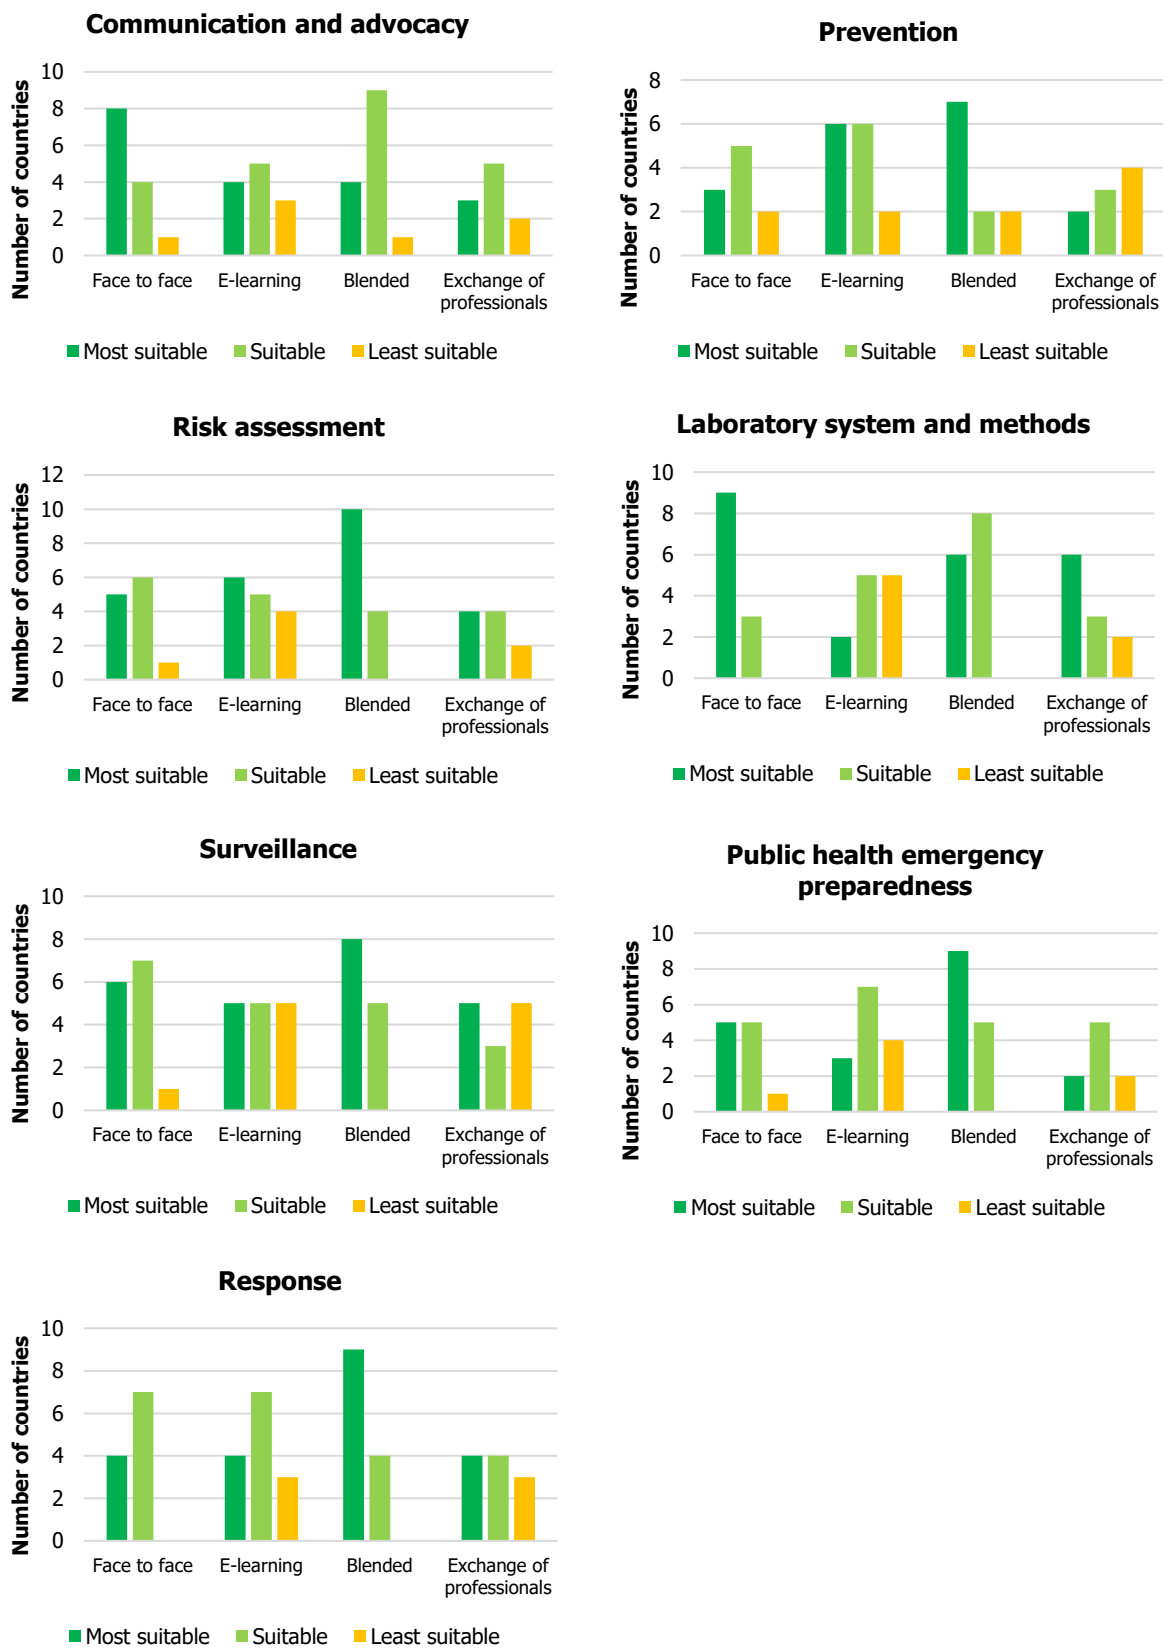 Communication and advocacy
Number of countries
10
8
6
4
2
0
Face to face E-learning Blended Exchange of
professionals
Most suitable Suitable Least suitable
Prevention
Number of countries
8
6
4
2
0
Face to face E-learning Blended Exchange of
professionals
Most suitable Suitable Least suitable
Risk assessment
Number of countries
12
10
8
6
4
2
0
Face to face E-learning Blended Exchange of
professionals
Most suitable Suitable Least suitable
Laboratory system and methods
Number of countries
10
8
6
4
2
0
Face to face E-learning Blended Exchange of
professionals
Most suitable Suitable Least suitable
Surveillance
Number of countries
10
8
6
4
2
0
Face to face E-learning Blended Exchange of
professionals
Most suitable Suitable Least suitable
Public health emergency
preparedness
Number of countries
10
8
6
4
2
0
Face to face E-learning Blended Exchange of
professionals
Most suitable Suitable Least suitable
Response
Number of countries
10
8
6
4
2
0
Face to face E-learning Blended Exchange of
professionals
Most suitable Suitable Least suitable